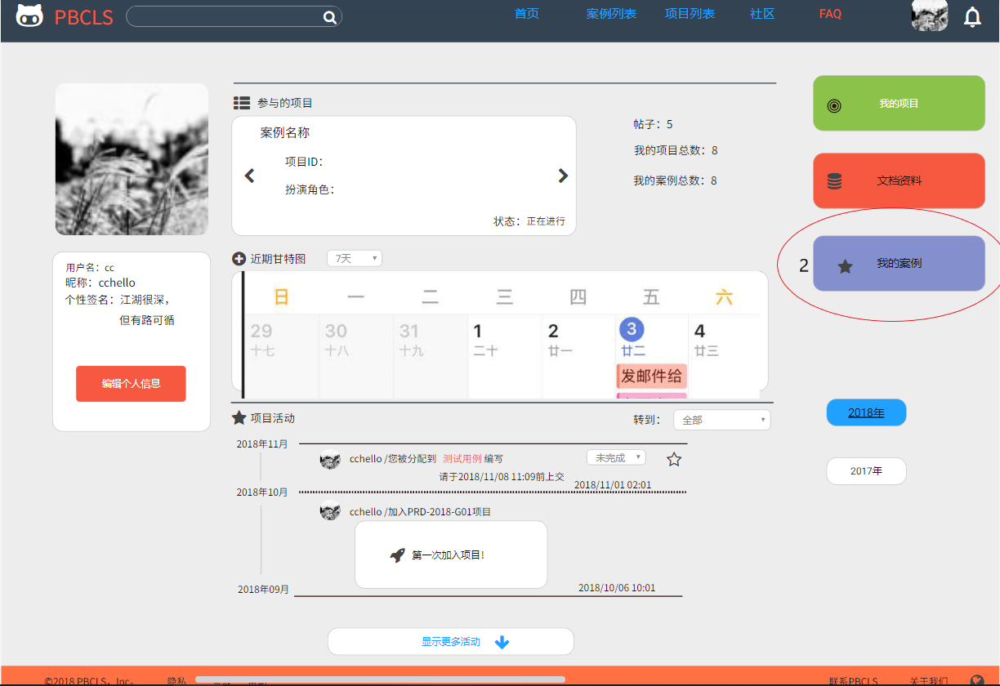 PBCLS
首页 案例列表 项目列表 社区 FAQ
参与的项目
案例名称
项目ID：
扮演角色：
状态： 正在进行
帖子：5
我的项目总数：8
我的案例总数：8
我的项目
文档资料
2 我的案例
用户名：cc
昵称：cchello
个性签名：江湖很深，
但有路可循
编辑个人信息
近期甘特图 7天
日 一 二 三 四 五 六
29 30 31 1 2 3 4
十七 十八 十九 二十 廿一 廿二 廿三
发邮件给
项目活动 转到： 全部
2018年
2017年
2018年11月
cchello /您被分配到 测试用例 编写 未完成
请于2018/11/08 11:09前上交
2018/11/01 02:01
2018年10月
cchello /加入PRD-2018-G01项目
第一次加入项目！
2018年09月 2018/10/06 10:01
显示更多活动
©2018 PBCLS，Inc。 隐私 联系PBCLS 关于我们